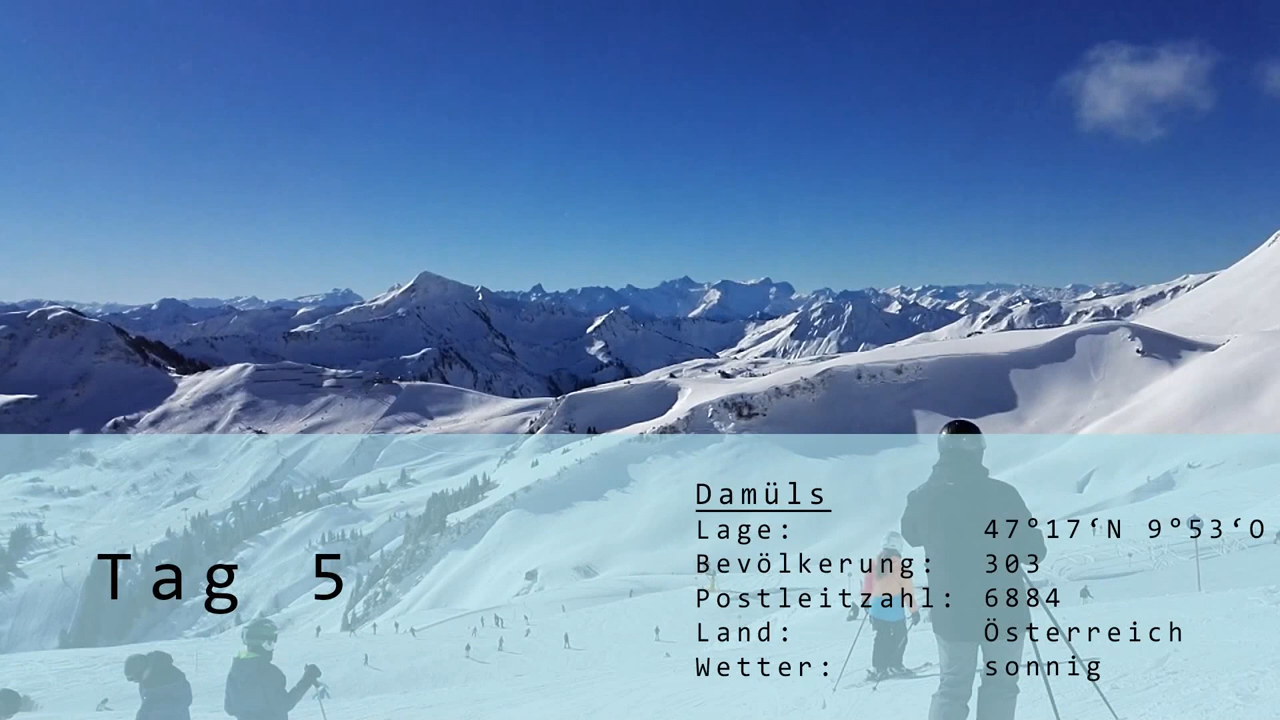 Tag 5
Damüls
Lage: 47°17‘N 9°53‘O
Bevölkerung: 303
Postleitzahl: 6884
Land: Österreich
Wetter: sonnig